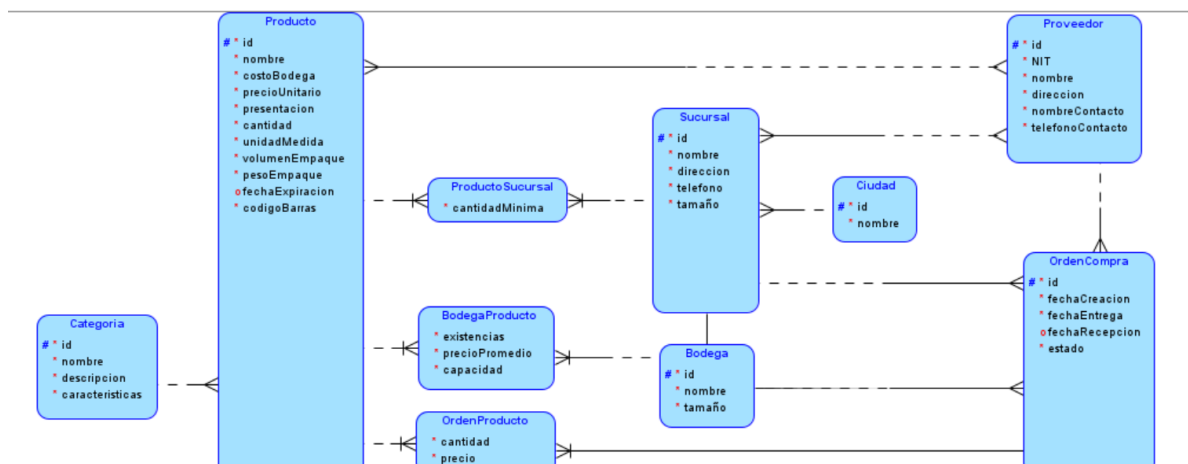 Producto
# * id
* nombre
* costoBodega
* precioUnitario
* presentacion
* cantidad
* unidadMedida
* volumenEmpaque
* pesoEmpaque
o fechaExpiracion
* codigoBarras
Proveedor
# * id
* NIT
* nombre
* direccion
* nombreContacto
* telefonoContacto
Sucursal
# * id
* nombre
* direccion
* telefono
* tamaño
ProductoSucursal
* cantidadMinima
Ciudad
# * id
* nombre
OrdenCompra
# * id
* fechaCreacion
* fechaEntrega
o fechaRecepcion
* estado
Categoria
# * id
* nombre
* descripcion
* caracteristicas
BodegaProducto
* existencias
* precioPromedio
* capacidad
Bodega
# * id
* nombre
* tamaño
OrdenProducto
* cantidad
* precio